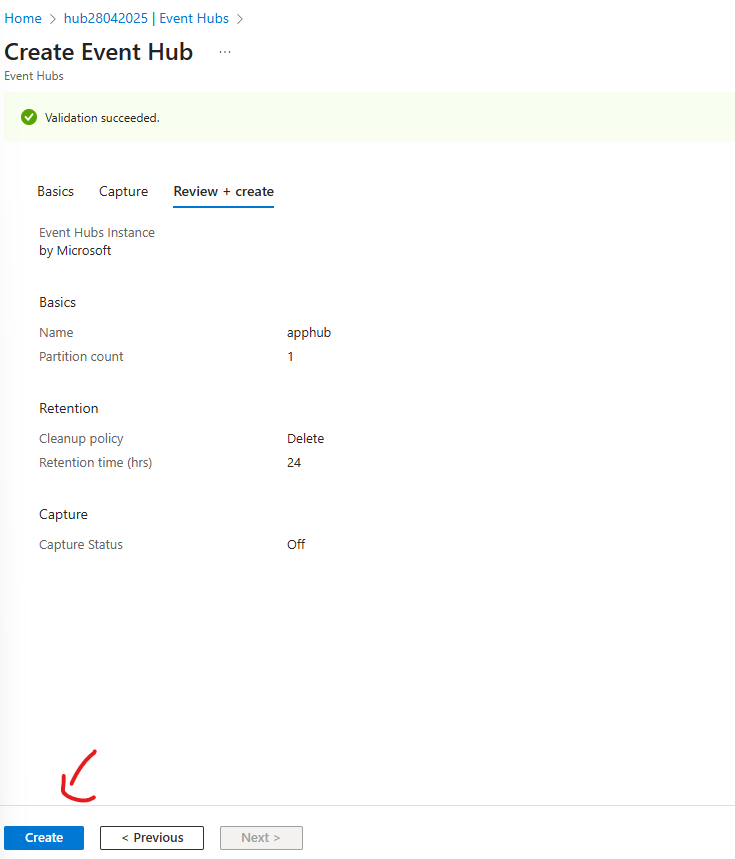 Home > hub28042025 | Event Hubs >
Create Event Hub ...
Event Hubs
Validation succeeded.
Basics Capture Review + create
Event Hubs Instance
by Microsoft
Basics
Name apphub
Partition count 1
Retention
Cleanup policy Delete
Retention time (hrs) 24
Capture
Capture Status Off
Create < Previous Next >